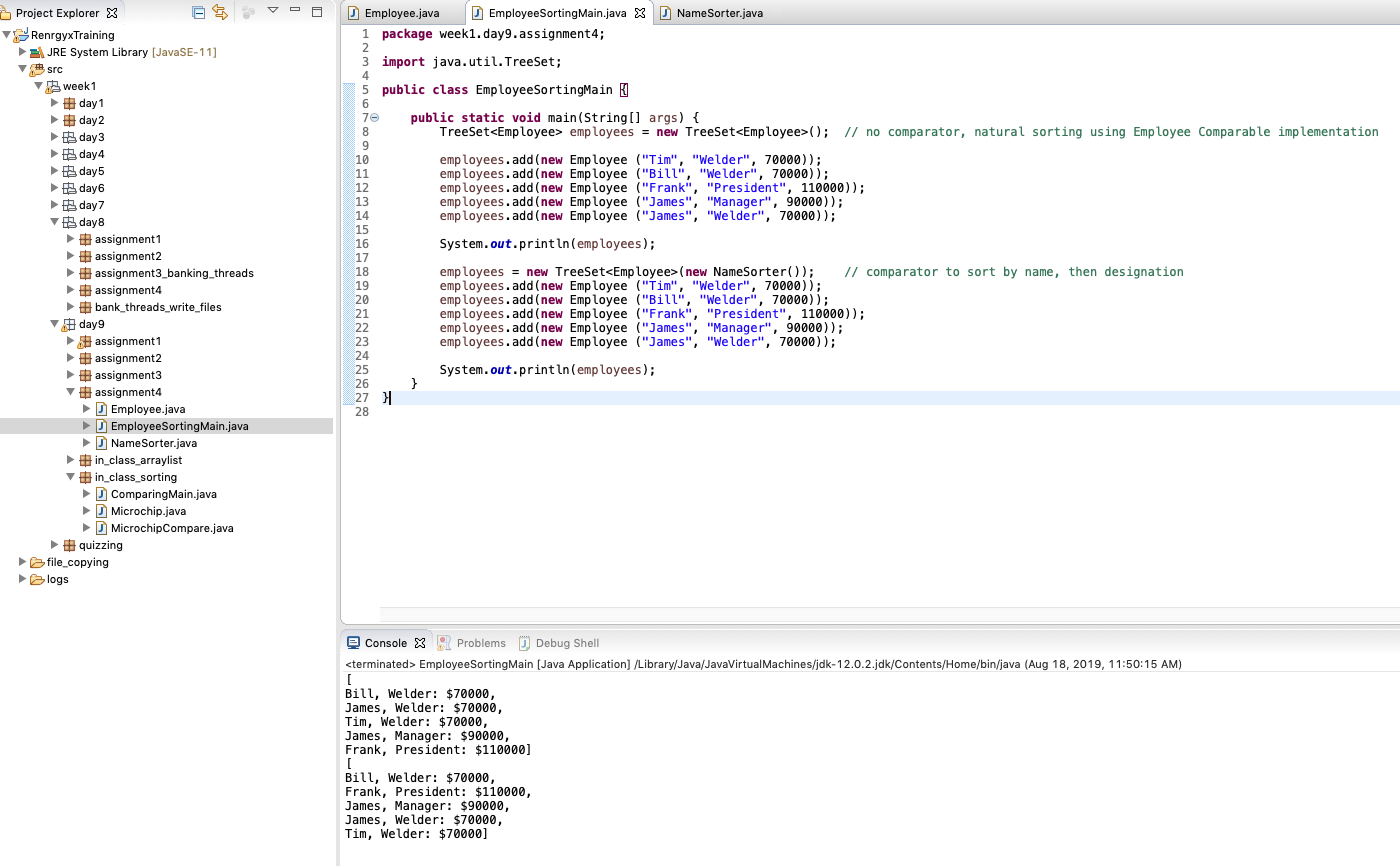 Project Explorer
RenrgyxTraining
JRE System Library [JavaSE-11]
src
week1
day1
day2
day3
day4
day5
day6
day7
day8
assignment1
assignment2
assignment3_banking_threads
assignment4
bank_threads_write_files
day9
assignment1
assignment2
assignment3
assignment4
Employee.java
EmployeeSortingMain.java
NameSorter.java
in_class_arraylist
in_class_sorting
ComparingMain.java
Microchip.java
MicrochipCompare.java
quizzing
file_copying
logs
Employee.java EmployeeSortingMain.java NameSorter.java
1 package week1.day9.assignment4;
2
3 import java.util.TreeSet;
4
5 public class EmployeeSortingMain {
6
7 public static void main(String[] args) {
8 TreeSet<Employee> employees = new TreeSet<Employee>(); // no comparator, natural sorting using Employee Comparable implementation
9
10 employees.add(new Employee ("Tim", "Welder", 70000));
11 employees.add(new Employee ("Bill", "Welder", 70000));
12 employees.add(new Employee ("Frank", "President", 110000));
13 employees.add(new Employee ("James", "Manager", 90000));
14 employees.add(new Employee ("James", "Welder", 70000));
15
16 System.out.println(employees);
17
18 employees = new TreeSet<Employee>(new NameSorter()); // comparator to sort by name, then designation
19 employees.add(new Employee ("Tim", "Welder", 70000));
20 employees.add(new Employee ("Bill", "Welder", 70000));
21 employees.add(new Employee ("Frank", "President", 110000));
22 employees.add(new Employee ("James", "Manager", 90000));
23 employees.add(new Employee ("James", "Welder", 70000));
24
25 System.out.println(employees);
26 }
27 }
28
Console Problems Debug Shell
<terminated> EmployeeSortingMain [Java Application] /Library/Java/JavaVirtualMachines/jdk-12.0.2.jdk/Contents/Home/bin/java (Aug 18, 2019, 11:50:15 AM)
[
Bill, Welder: $70000,
James, Welder: $70000,
Tim, Welder: $70000,
James, Manager: $90000,
Frank, President: $110000]
[
Bill, Welder: $70000,
Frank, President: $110000,
James, Manager: $90000,
James, Welder: $70000,
Tim, Welder: $70000]